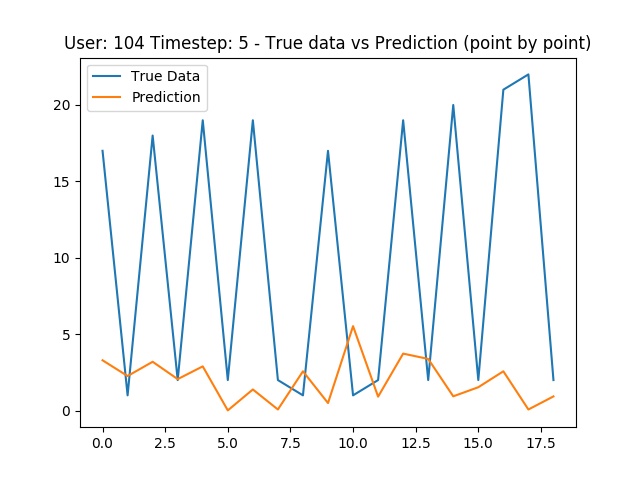 User: 104 Timestep: 5 - True data vs Prediction (point by point)
True Data
Prediction
20
15
10
5
0
0.0 2.5 5.0 7.5 10.0 12.5 15.0 17.5